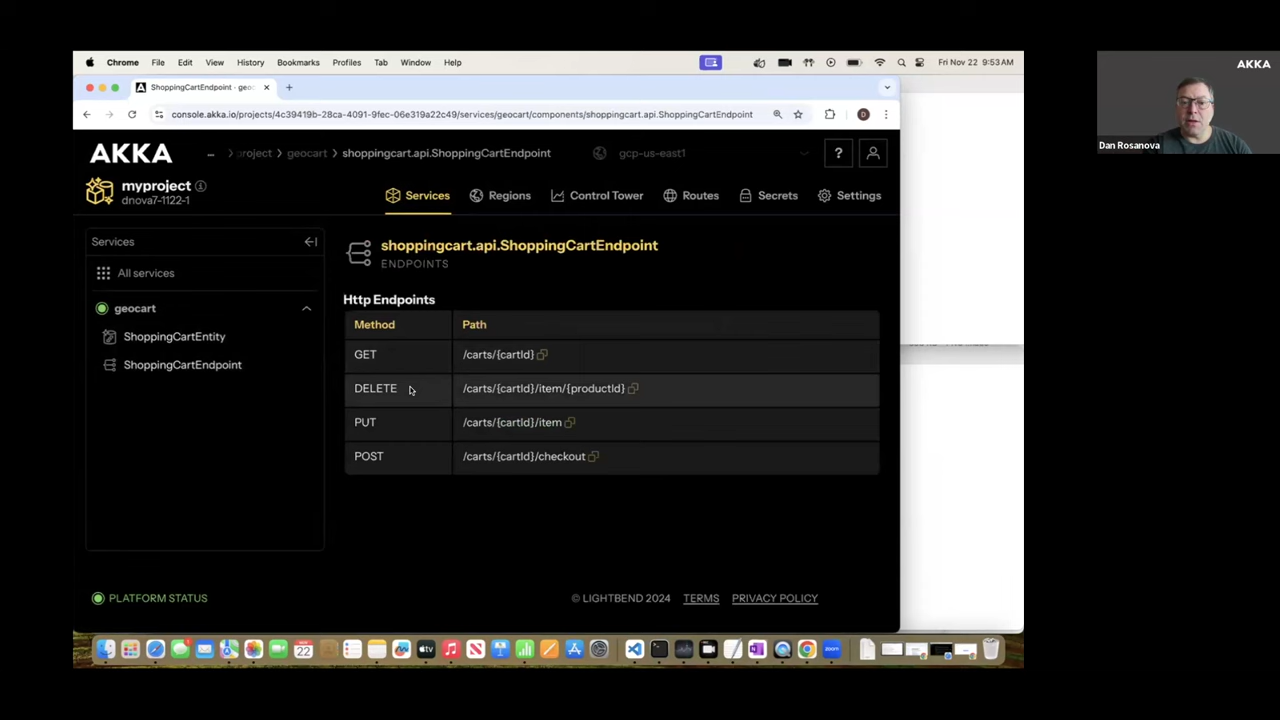 Chrome File Edit View History Bookmarks Profiles Tab Window Help Fri Nov 22 9:53 AM
ShoppingCartEndpoint - geo
console.akka.io/projects/4c39419b-28ca-4091-9fec-06e319a22c49/services/geocart/components/shoppingcart.api.ShoppingCartEndpoint
AKKA ... > roject > geocart > shoppingcart.api.ShoppingCartEndpoint gcp-us-east1 ?
myproject
dnova7-1122-1
Services Regions Control Tower Routes Secrets Settings
Services
All services
geocart
ShoppingCartEntity
ShoppingCartEndpoint
shoppingcart.api.ShoppingCartEndpoint
ENDPOINTS
Http Endpoints
Method Path
GET /carts/{cartId}
DELETE /carts/{cartId}/item/{productId}
PUT /carts/{cartId}/item
POST /carts/{cartId}/checkout
PLATFORM STATUS
© LIGHTBEND 2024 TERMS PRIVACY POLICY
22
zoom
AKKA
Dan Rosanova